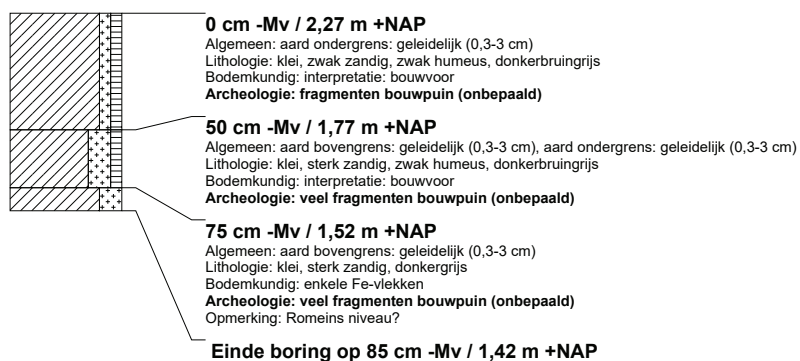 0 cm -Mv / 2,27 m +NAP
Algemeen: aard ondergrens: geleidelijk (0,3-3 cm)
Lithologie: klei, zwak zandig, zwak humeus, donkerbruingrijs
Bodemkundig: interpretatie: bouwvoor
Archeologie: fragmenten bouwpuin (onbepaald)
50 cm -Mv / 1,77 m +NAP
Algemeen: aard bovengrens: geleidelijk (0,3-3 cm), aard ondergrens: geleidelijk (0,3-3 cm)
Lithologie: klei, sterk zandig, zwak humeus, donkerbruingrijs
Bodemkundig: interpretatie: bouwvoor
Archeologie: veel fragmenten bouwpuin (onbepaald)
75 cm -Mv / 1,52 m +NAP
Algemeen: aard bovengrens: geleidelijk (0,3-3 cm)
Lithologie: klei, sterk zandig, donkergrijs
Bodemkundig: enkele Fe-vlekken
Archeologie: veel fragmenten bouwpuin (onbepaald)
Opmerking: Romeins niveau?
Einde boring op 85 cm -Mv / 1,42 m +NAP